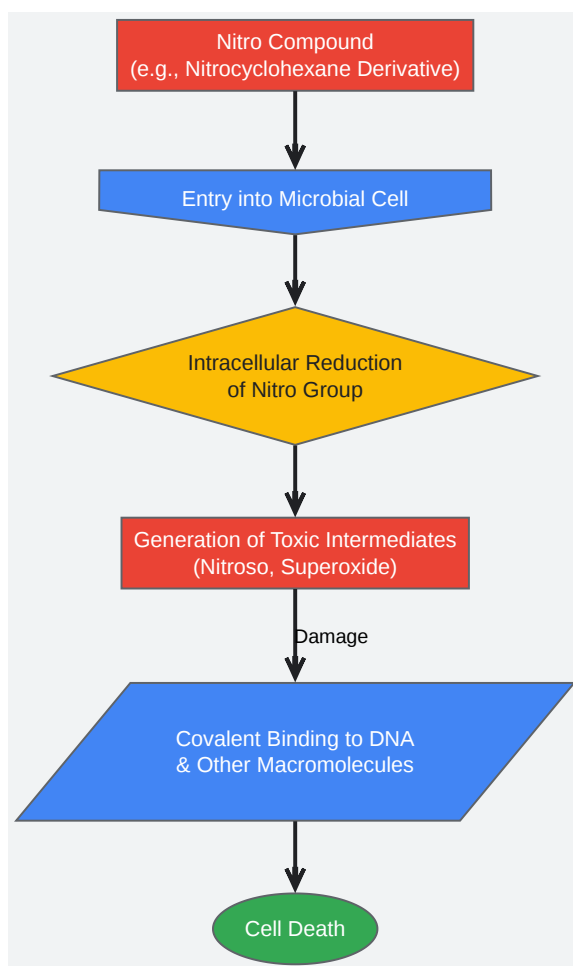 Nitro Compound
(e.g., Nitrocyclohexane Derivative)
Entry into Microbial Cell
Intracellular Reduction
of Nitro Group
Generation of Toxic Intermediates
(Nitroso, Superoxide)
Damage
Covalent Binding to DNA
& Other Macromolecules
Cell Death